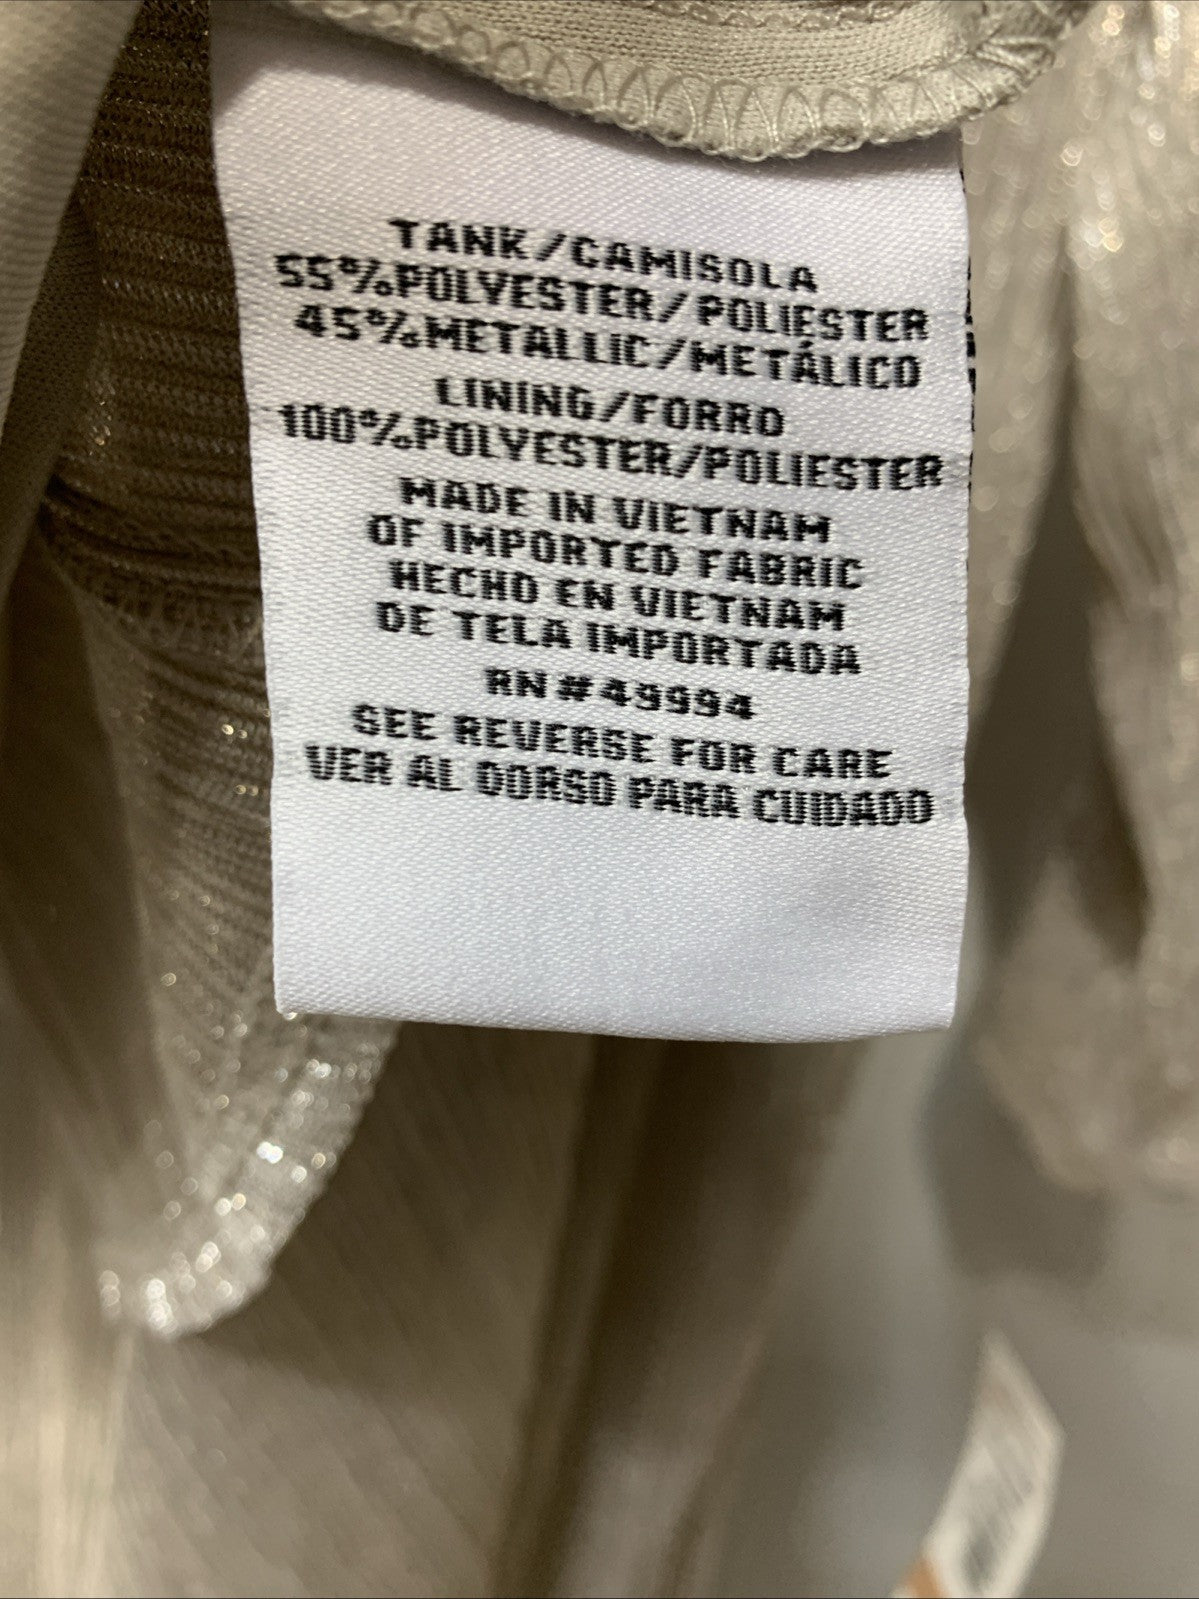 TANK/CAMISOLA
55%POLYESTER/POLIÉSTER
45%METALLIC/METÁLICO
LINING/FORRO
100%POLYESTER/POLIESTER
MADE IN VIETNAM
OF IMPORTED FABRIC
HECHO EN VIETNAM
DE TELA IMPORTADA
RN#49994
SEE REVERSE FOR CARE
VER AL DORSO PARA CUIDADO